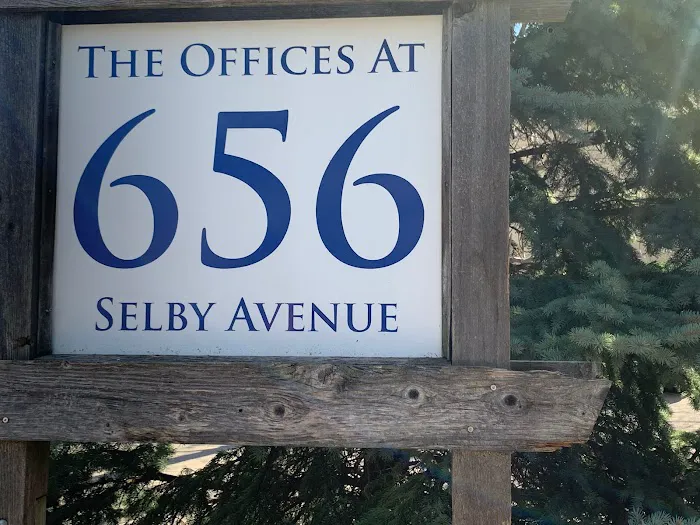 THE OFFICES AT
656
SELBY AVENUE